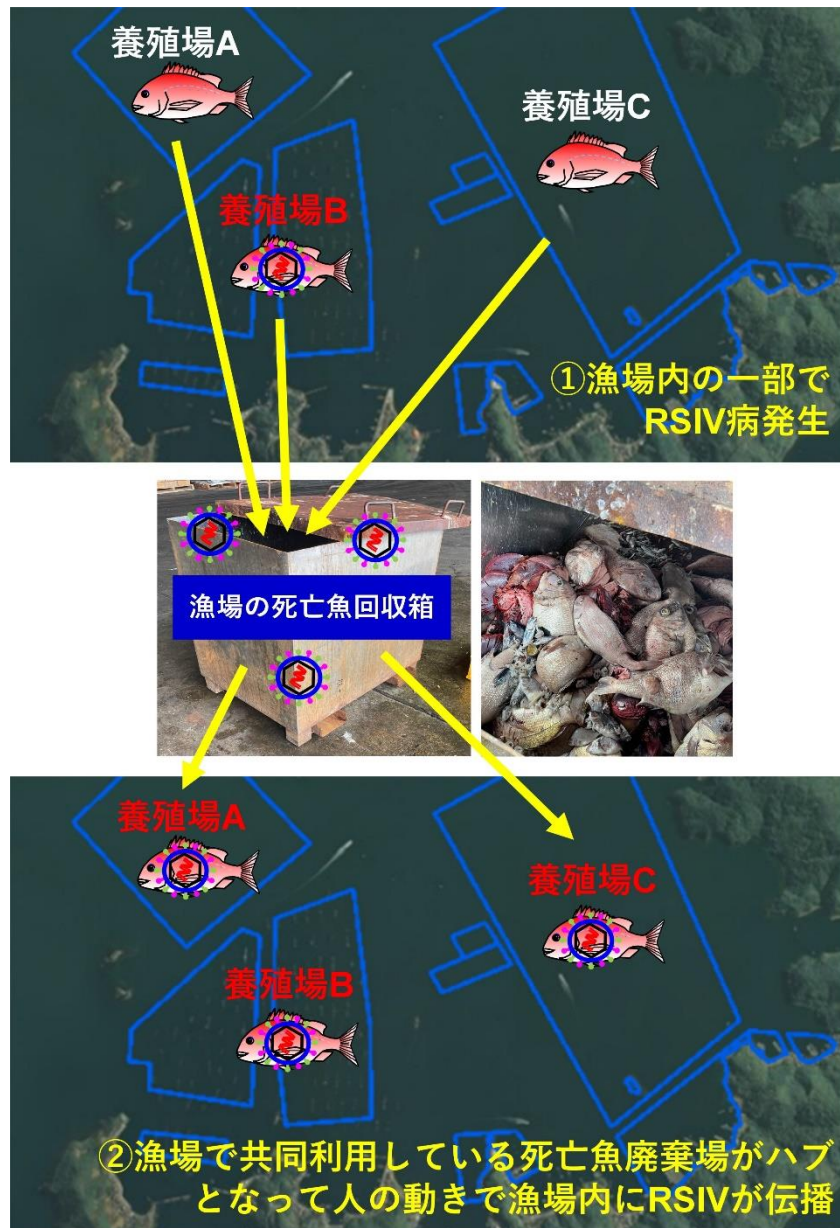 養殖場A
養殖場C
養殖場B
①漁場内の一部で
RSIV病発生
漁場の死亡魚回収箱
養殖場A
養殖場C
養殖場B
②漁場で共同利用している死亡魚廃棄場がハブ
となって人の動きで漁場内にRSIVが伝播